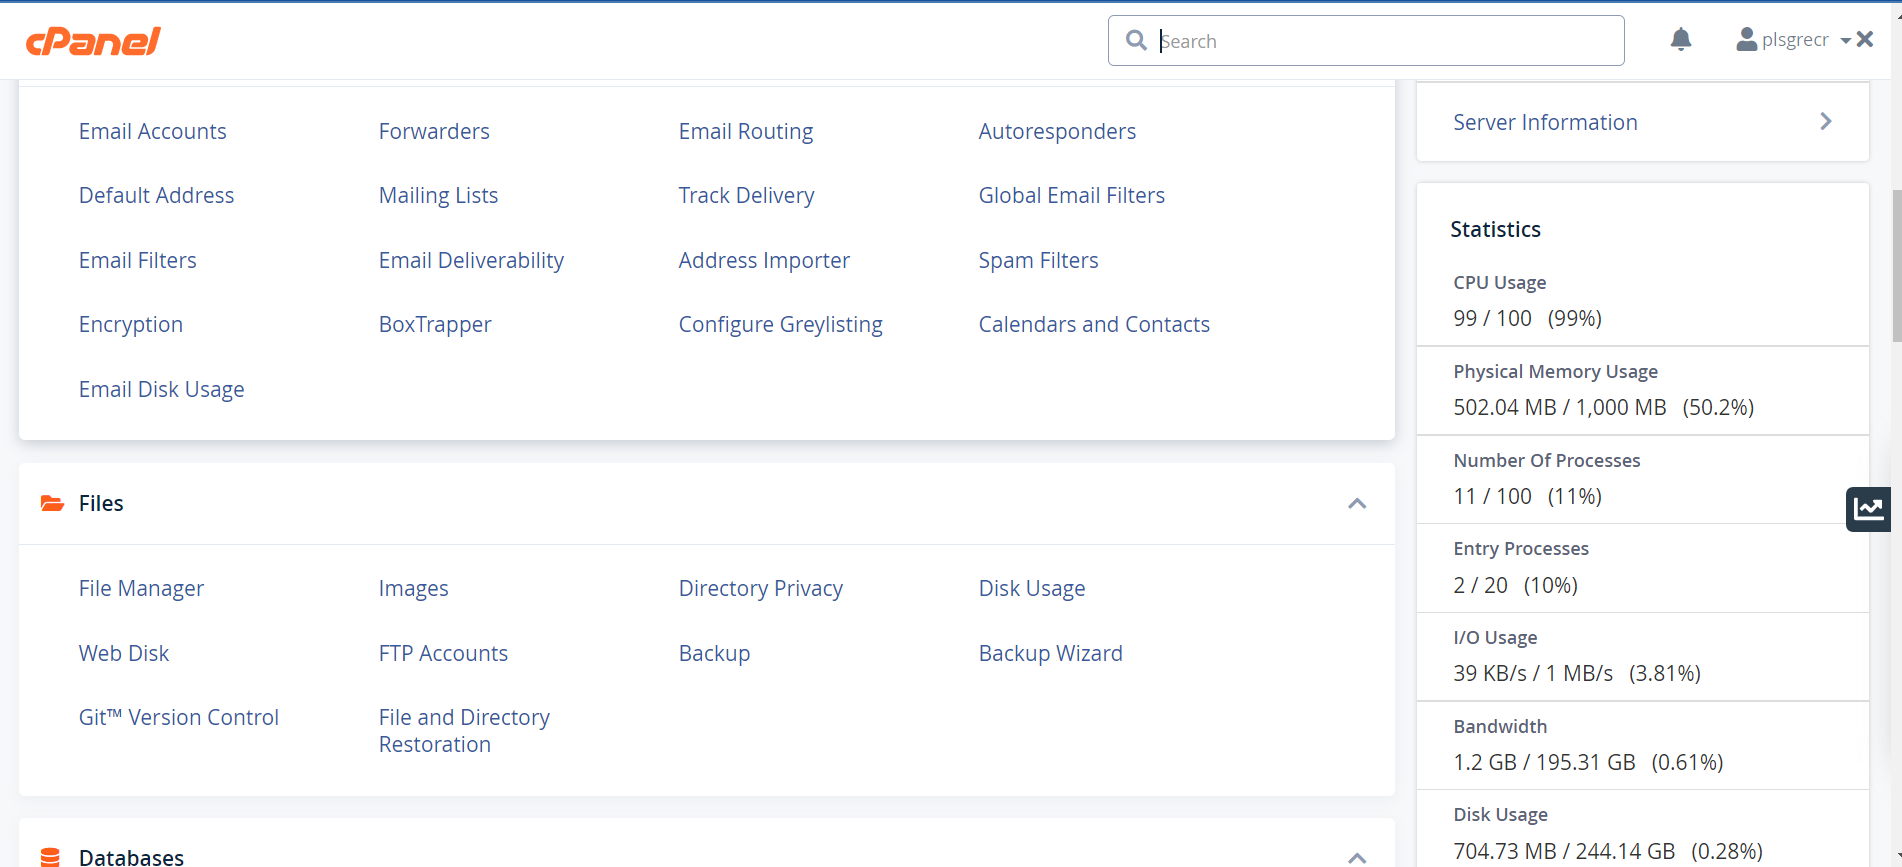 cPanel
Search
plsgrecr
Email Accounts
Forwarders
Email Routing
Autoresponders
Default Address
Mailing Lists
Track Delivery
Global Email Filters
Email Filters
Email Deliverability
Address Importer
Spam Filters
Encryption
BoxTrapper
Configure Greylisting
Calendars and Contacts
Email Disk Usage
Files
File Manager
Images
Directory Privacy
Disk Usage
Web Disk
FTP Accounts
Backup
Backup Wizard
Git™ Version Control
File and Directory
Restoration
Databases
Server Information
Statistics
CPU Usage
99 / 100 (99%)
Physical Memory Usage
502.04 MB / 1,000 MB (50.2%)
Number Of Processes
11 / 100 (11%)
Entry Processes
2 / 20 (10%)
I/O Usage
39 KB/s / 1 MB/s (3.81%)
Bandwidth
1.2 GB / 195.31 GB (0.61%)
Disk Usage
704.73 MB / 244.14 GB (0.28%)